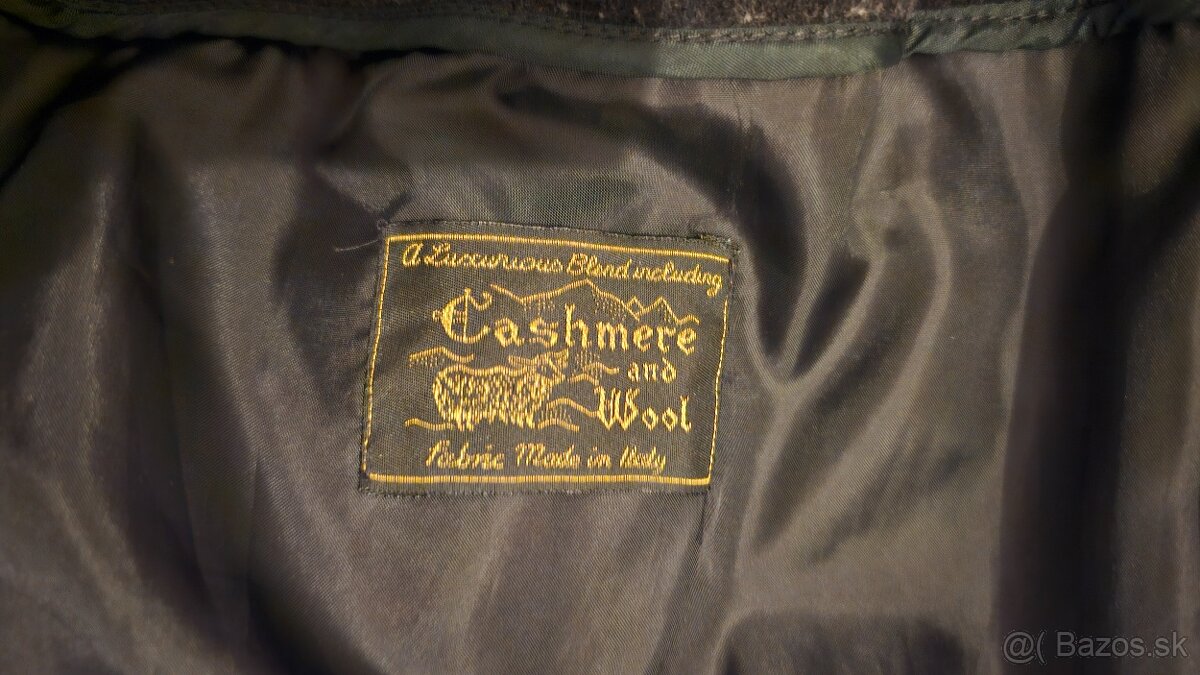 A Luxurious Blend including
Cashmere
and
Wool
Fabric Made in Italy
@( Bazos.sk